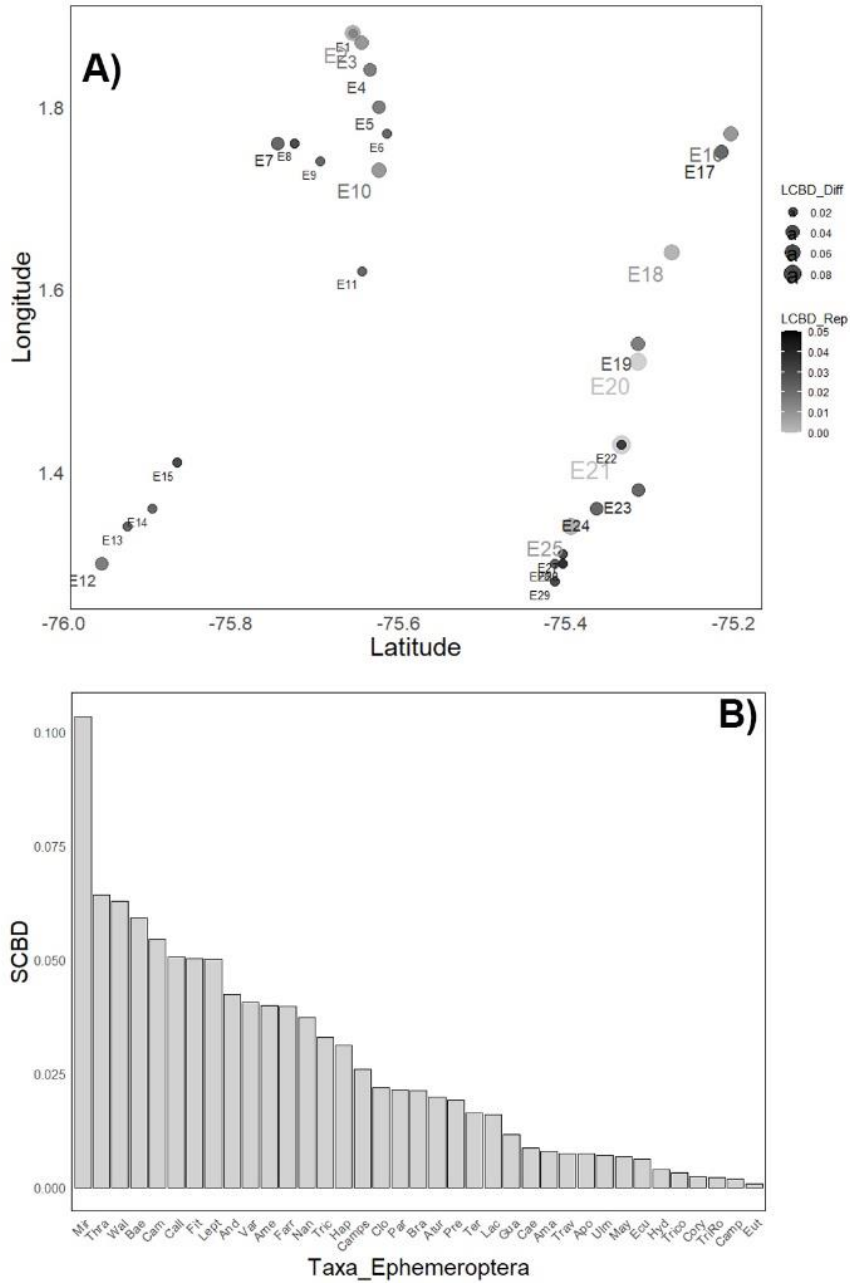 A)
E1
E2
E3
E4
E5
E6
E7
E8
E9
E10
E11
E12
E13
E14
E15
E16
E17
E18
E19
E20
E21
E22
E23
E24
E25
E29
1.8
1.6
1.4
-76.0 -75.8 -75.6 -75.4 -75.2
Longitude
Latitude
LCBD_Diff
a 0.02
a 0.04
a 0.06
a 0.08
LCBD_Rep
0.05
0.04
0.03
0.02
0.01
0.00
B)
SCBD
0.100
0.075
0.050
0.025
0.000
Mir Thra Wal Bae Cam Call Fit Lept And Var Ame Farr Nan Tric Hap Camps Clo Par Bra Atur Pre Ter Lac Gua Cae Ama Trav Apo Ulm May Ecu Hyd Trico Cory TriRo Camp Eut
Taxa_Ephemeroptera